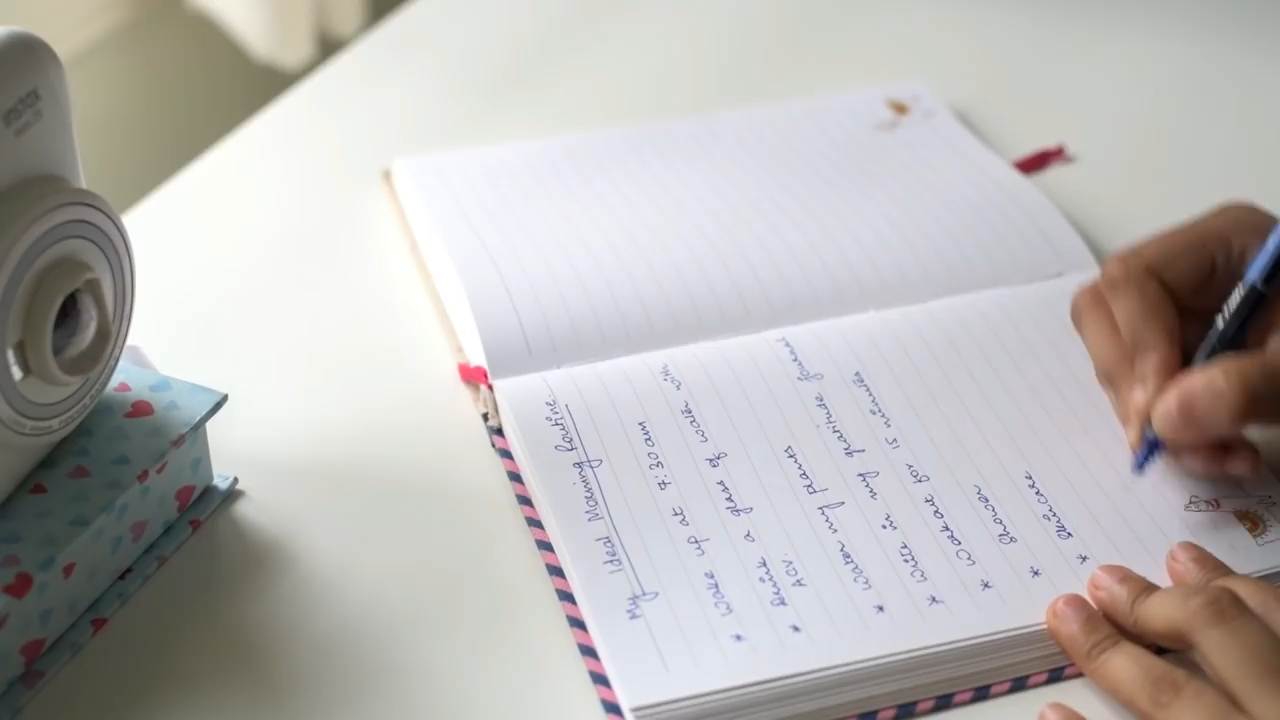 My Ideal Morning Routine.
* Wake up at 7:30 am
* Drink a glass of water with
ACV.
* Water my plants
* Write in my gratitude journal
* Workout for 15 minutes
* Shower
* Skincare
instax